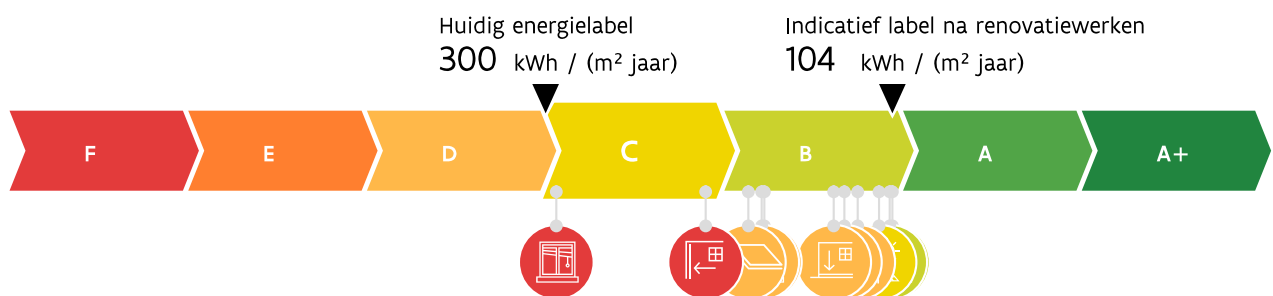 Huidig energielabel
300 kWh / (m² jaar)
Indicatief label na renovatiewerken
104 kWh / (m² jaar)
F E D C B A A+